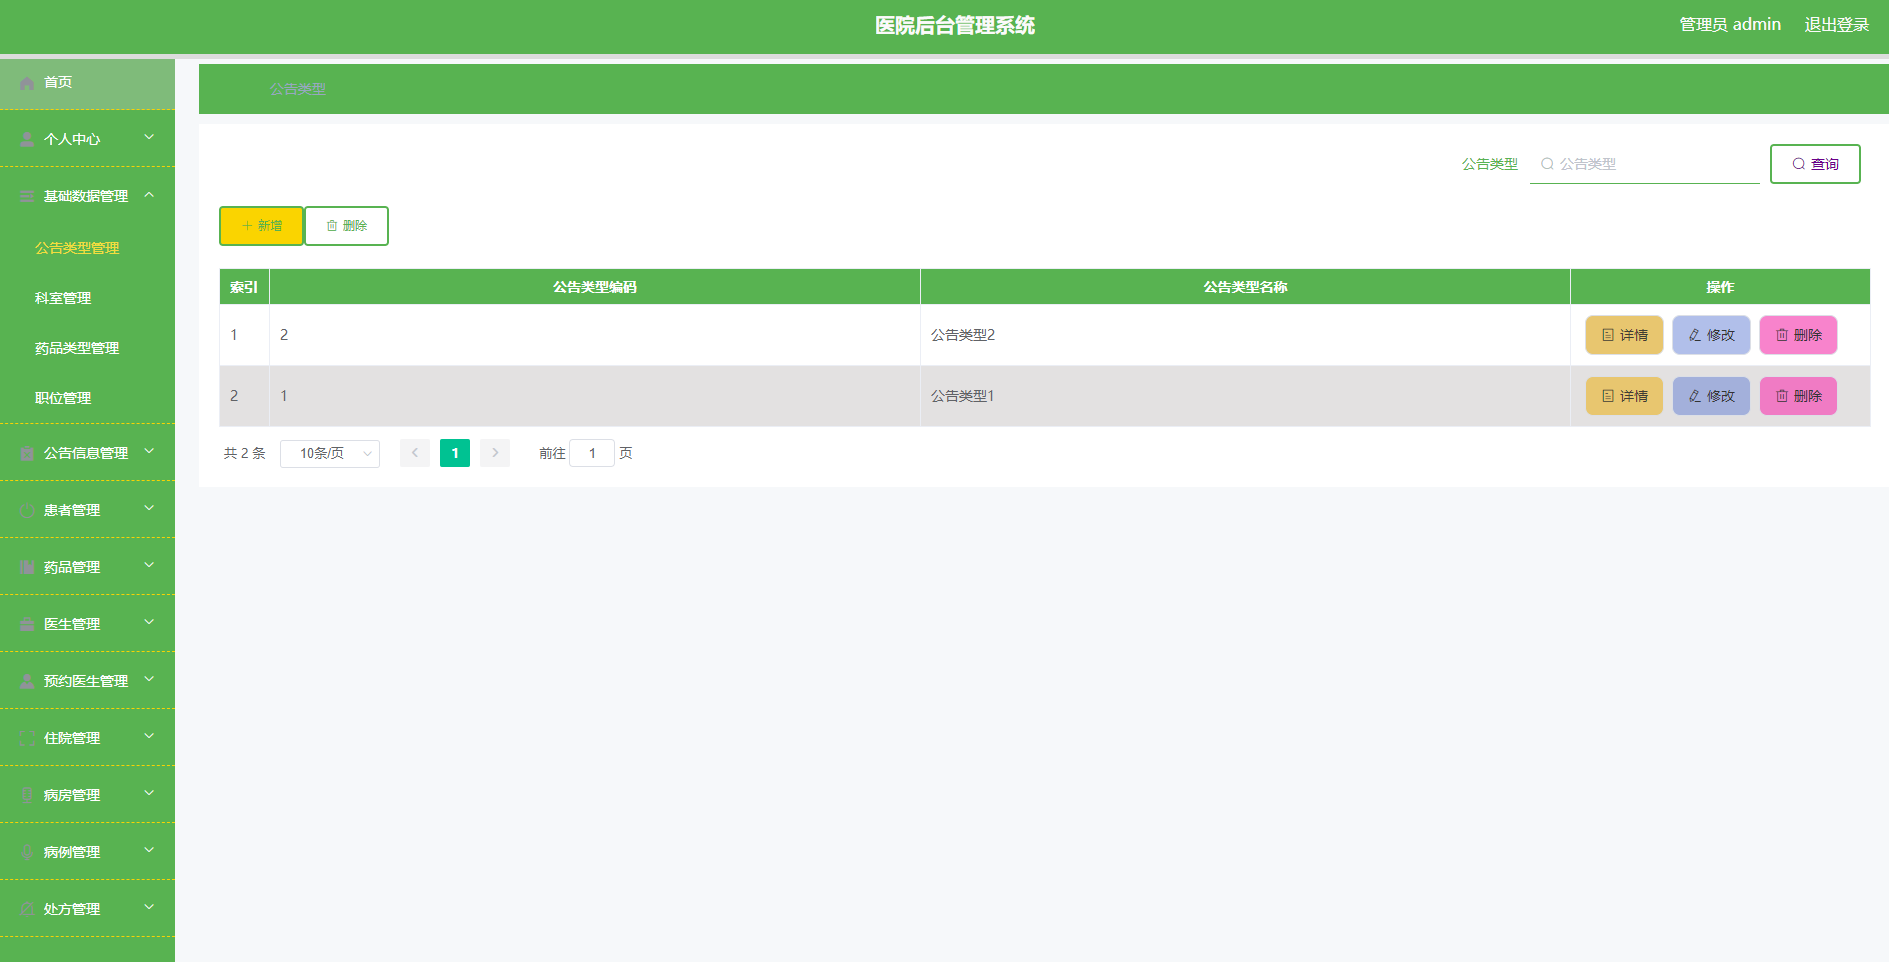 医院后台管理系统
管理员 admin 退出登录
首页
个人中心
基础数据管理
公告类型管理
科室管理
药品类型管理
职位管理
公告信息管理
患者管理
药品管理
医生管理
预约医生管理
住院管理
病房管理
病例管理
处方管理
公告类型
公告类型 公告类型 查询
新增 删除
索引 公告类型编码 公告类型名称 操作
1 2 公告类型2 详情 修改 删除
2 1 公告类型1 详情 修改 删除
共 2 条 10条/页 1 前往 1 页